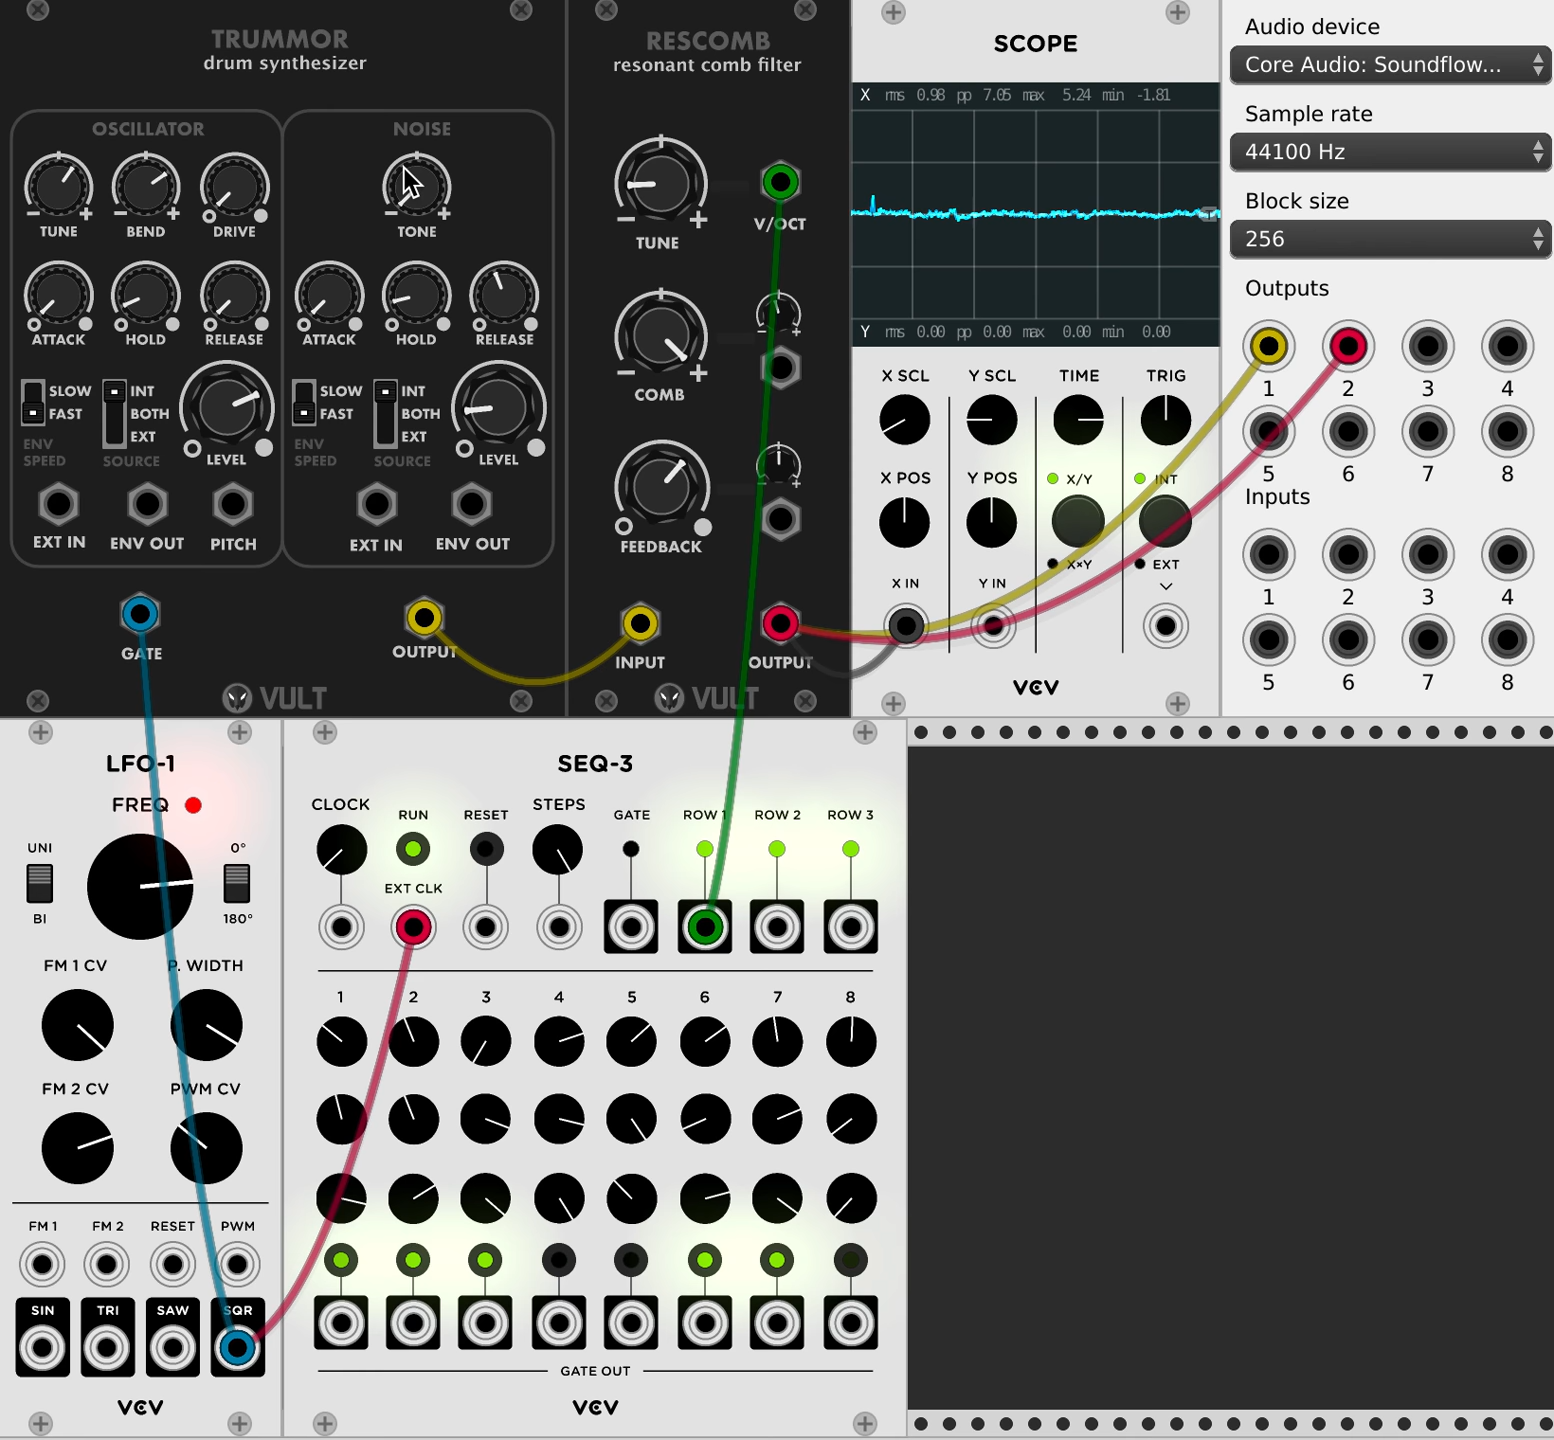 TRUMMOR
drum synthesizer
OSCILLATOR
NOISE
TUNE
BEND
DRIVE
TONE
ATTACK
HOLD
RELEASE
ATTACK
HOLD
RELEASE
SLOW
FAST
ENV
SPEED
INT
BOTH
EXT
SOURCE
LEVEL
SLOW
FAST
ENV
SPEED
INT
BOTH
EXT
SOURCE
LEVEL
EXT IN
ENV OUT
PITCH
EXT IN
ENV OUT
GATE
OUTPUT
VULT
RESCOMB
resonant comb filter
TUNE
V/OCT
COMB
FEEDBACK
INPUT
OUTPUT
VULT
SCOPE
X rms 0.98 pp 7.05 max 5.24 min -1.81
T
Y rms 0.00 pp 0.00 max 0.00 min 0.00
X SCL
Y SCL
TIME
TRIG
X POS
Y POS
X/Y
INT
X×Y
EXT
X IN
Y IN
VCV
Audio device
Core Audio: Soundflow...
Sample rate
44100 Hz
Block size
256
Outputs
1 2 3 4
5 6 7 8
Inputs
1 2 3 4
5 6 7 8
LFO-1
FREQ
UNI
BI
0°
180°
FM 1 CV
P. WIDTH
FM 2 CV
PWM CV
FM 1
FM 2
RESET
PWM
SIN
TRI
SAW
SQR
VCV
SEQ-3
CLOCK
RUN
RESET
STEPS
GATE
ROW 1
ROW 2
ROW 3
EXT CLK
1 2 3 4 5 6 7 8
GATE OUT
VCV